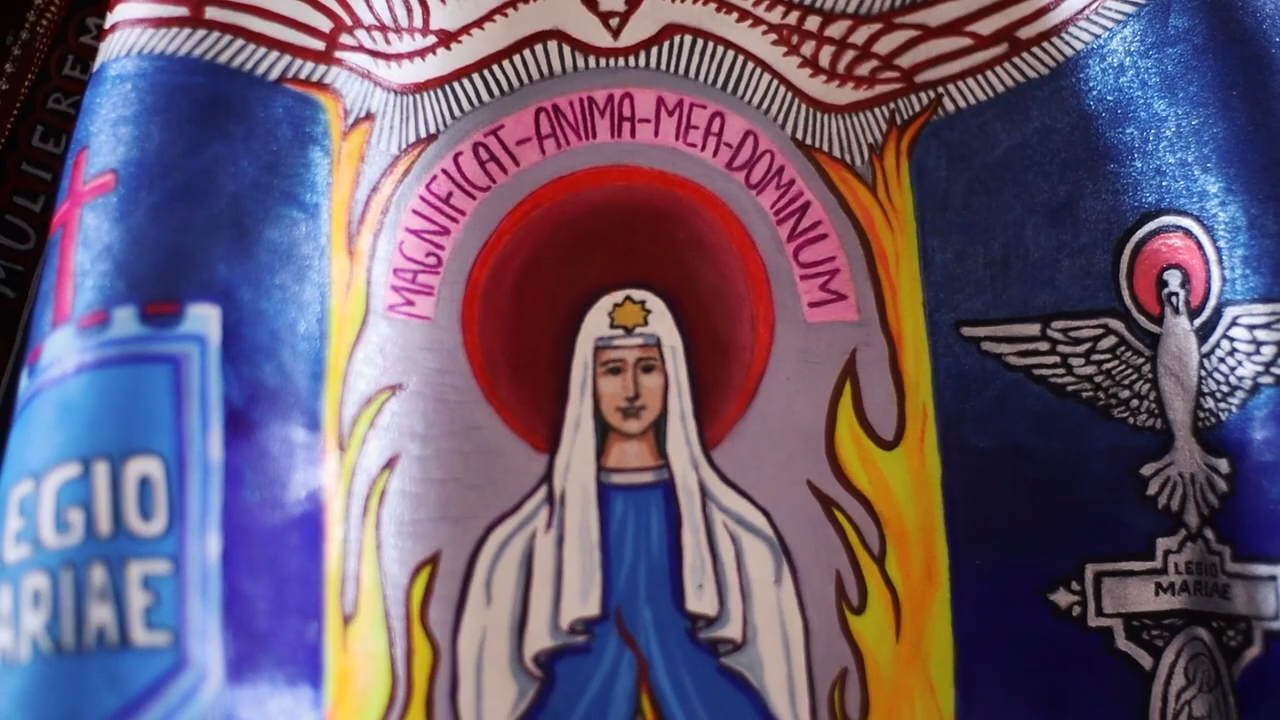 MULIEREM
MAGNIFICAT-ANIMA-MEA-DOMINUM
EGIO
ARIAE
LEGIO
MARIAE